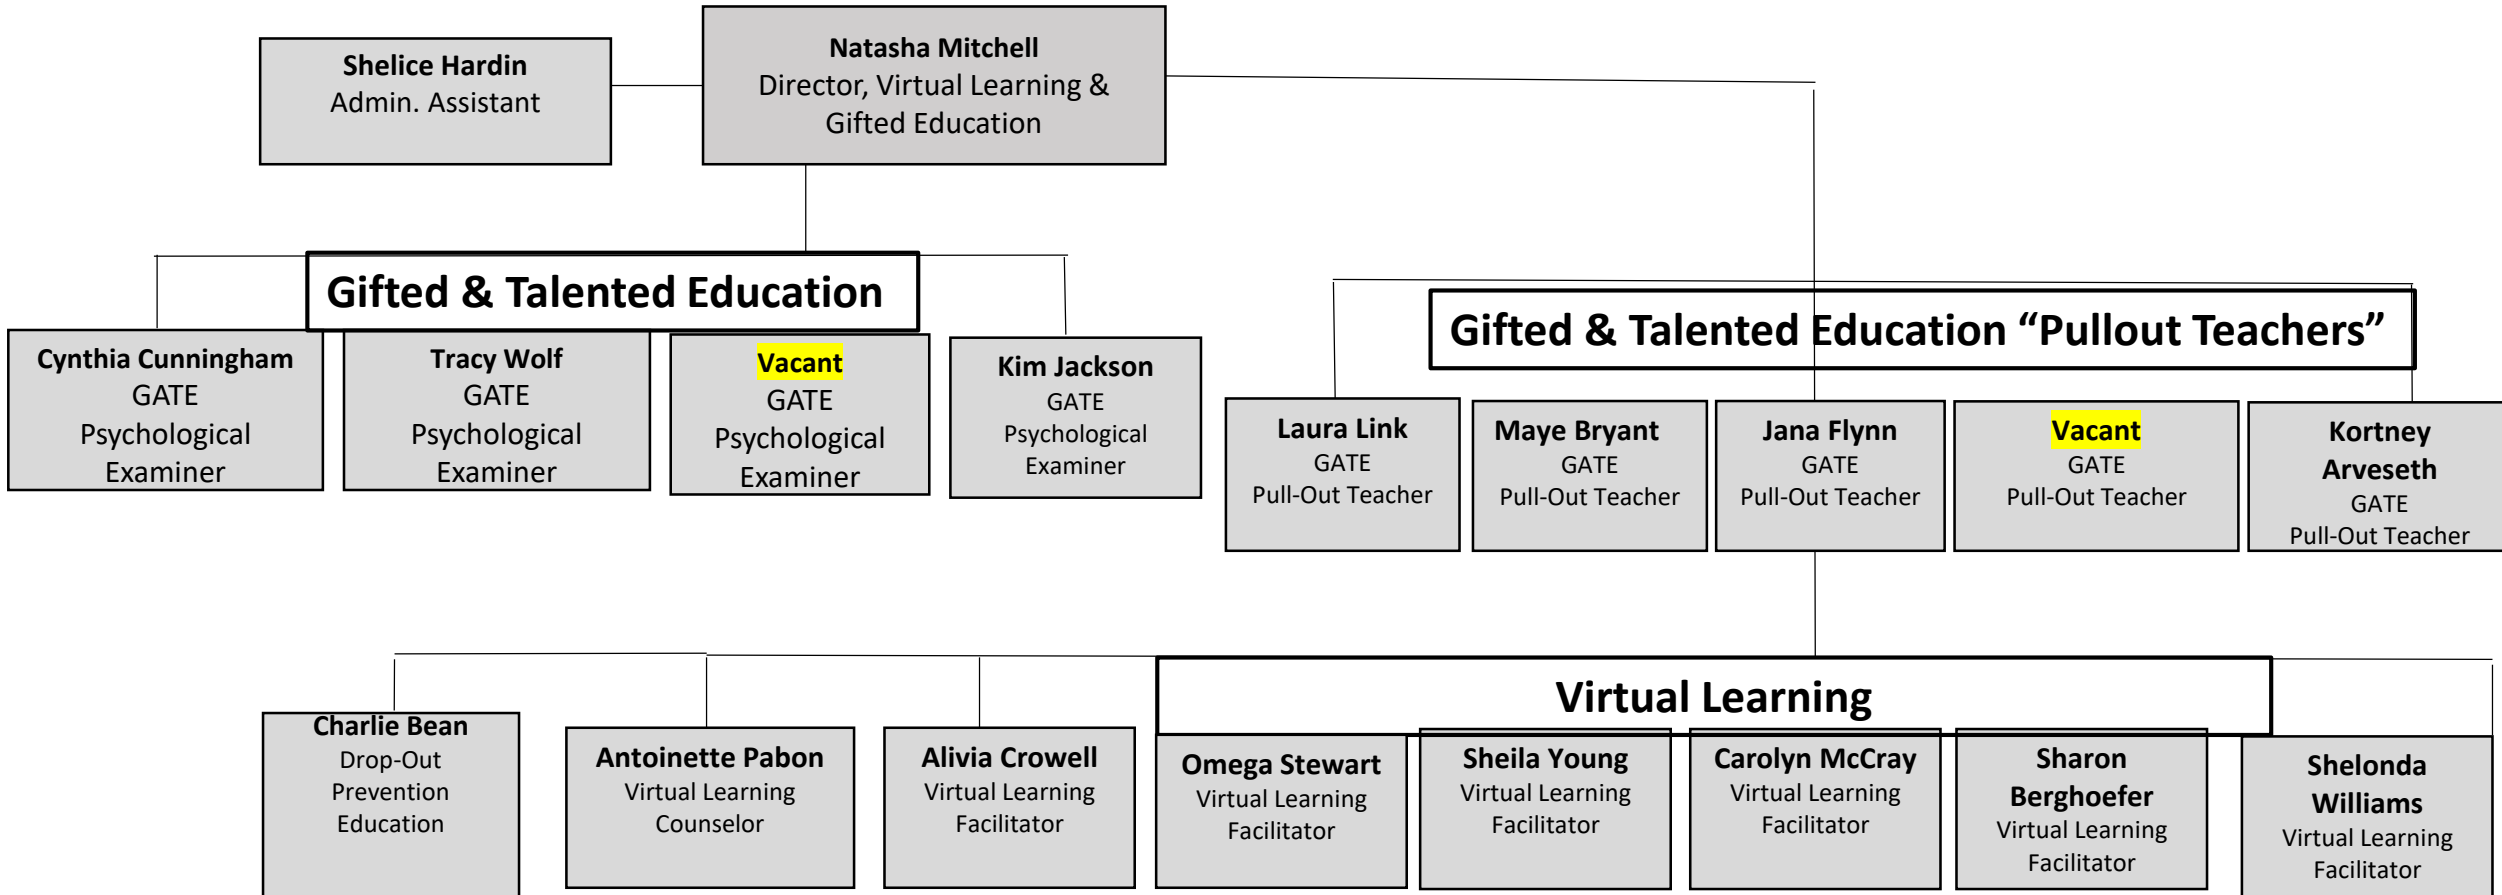 Shelice Hardin
Admin. Assistant
Natasha Mitchell
Director, Virtual Learning &
Gifted Education
Gifted & Talented Education
Cynthia Cunningham
GATE
Psychological
Examiner
Tracy Wolf
GATE
Psychological
Examiner
Vacant
GATE
Psychological
Examiner
Kim Jackson
GATE
Psychological
Examiner
Gifted & Talented Education “Pullout Teachers”
Laura Link
GATE
Pull-Out Teacher
Maye Bryant
GATE
Pull-Out Teacher
Jana Flynn
GATE
Pull-Out Teacher
Vacant
GATE
Pull-Out Teacher
Kortney
Arveseth
GATE
Pull-Out Teacher
Virtual Learning
Charlie Bean
Drop-Out
Prevention
Education
Antoinette Pabon
Virtual Learning
Counselor
Alivia Crowell
Virtual Learning
Facilitator
Omega Stewart
Virtual Learning
Facilitator
Sheila Young
Virtual Learning
Facilitator
Carolyn McCray
Virtual Learning
Facilitator
Sharon
Berghoefer
Virtual Learning
Facilitator
Shelonda
Williams
Virtual Learning
Facilitator